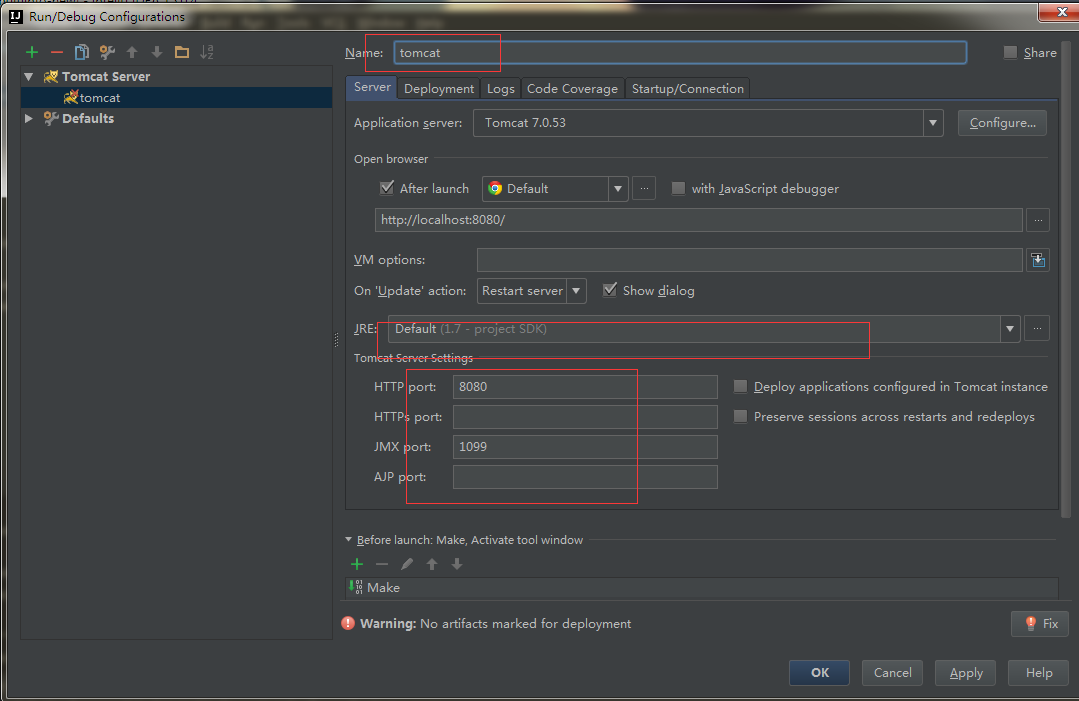 Run/Debug Configurations
Name: tomcat Share
Tomcat Server
tomcat
Defaults
Server Deployment Logs Code Coverage Startup/Connection
Application server: Tomcat 7.0.53 Configure...
Open browser
After launch Default ... with JavaScript debugger
http://localhost:8080/ ...
VM options:
On 'Update' action: Restart server Show dialog
JRE: Default (1.7 - project SDK) ...
Tomcat Server Settings
HTTP port: 8080 Deploy applications configured in Tomcat instance
HTTPs port: Preserve sessions across restarts and redeploys
JMX port: 1099
AJP port:
Before launch: Make, Activate tool window
Make
Warning: No artifacts marked for deployment Fix
OK Cancel Apply Help